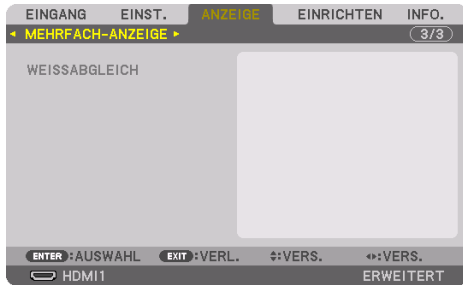 EINGANG EINST. ANZEIGE EINRICHTEN INFO.
◂ MEHRFACH-ANZEIGE ▸ 3/3
WEISSABGLEICH
ENTER:AUSWAHL EXIT:VERL. ⬍:VERS. ⬌:VERS.
HDMI1 ERWEITERT